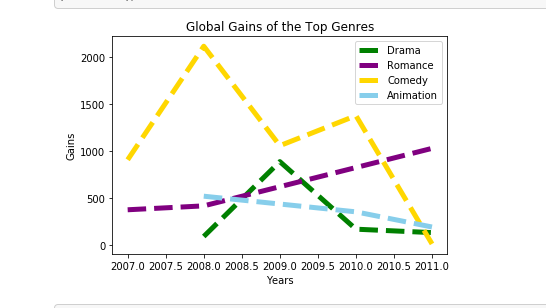 Global Gains of the Top Genres
Drama
Romance
Comedy
Animation
2000
1500
1000
500
0
Gains
2007.0 2007.5 2008.0 2008.5 2009.0 2009.5 2010.0 2010.5 2011.0
Years